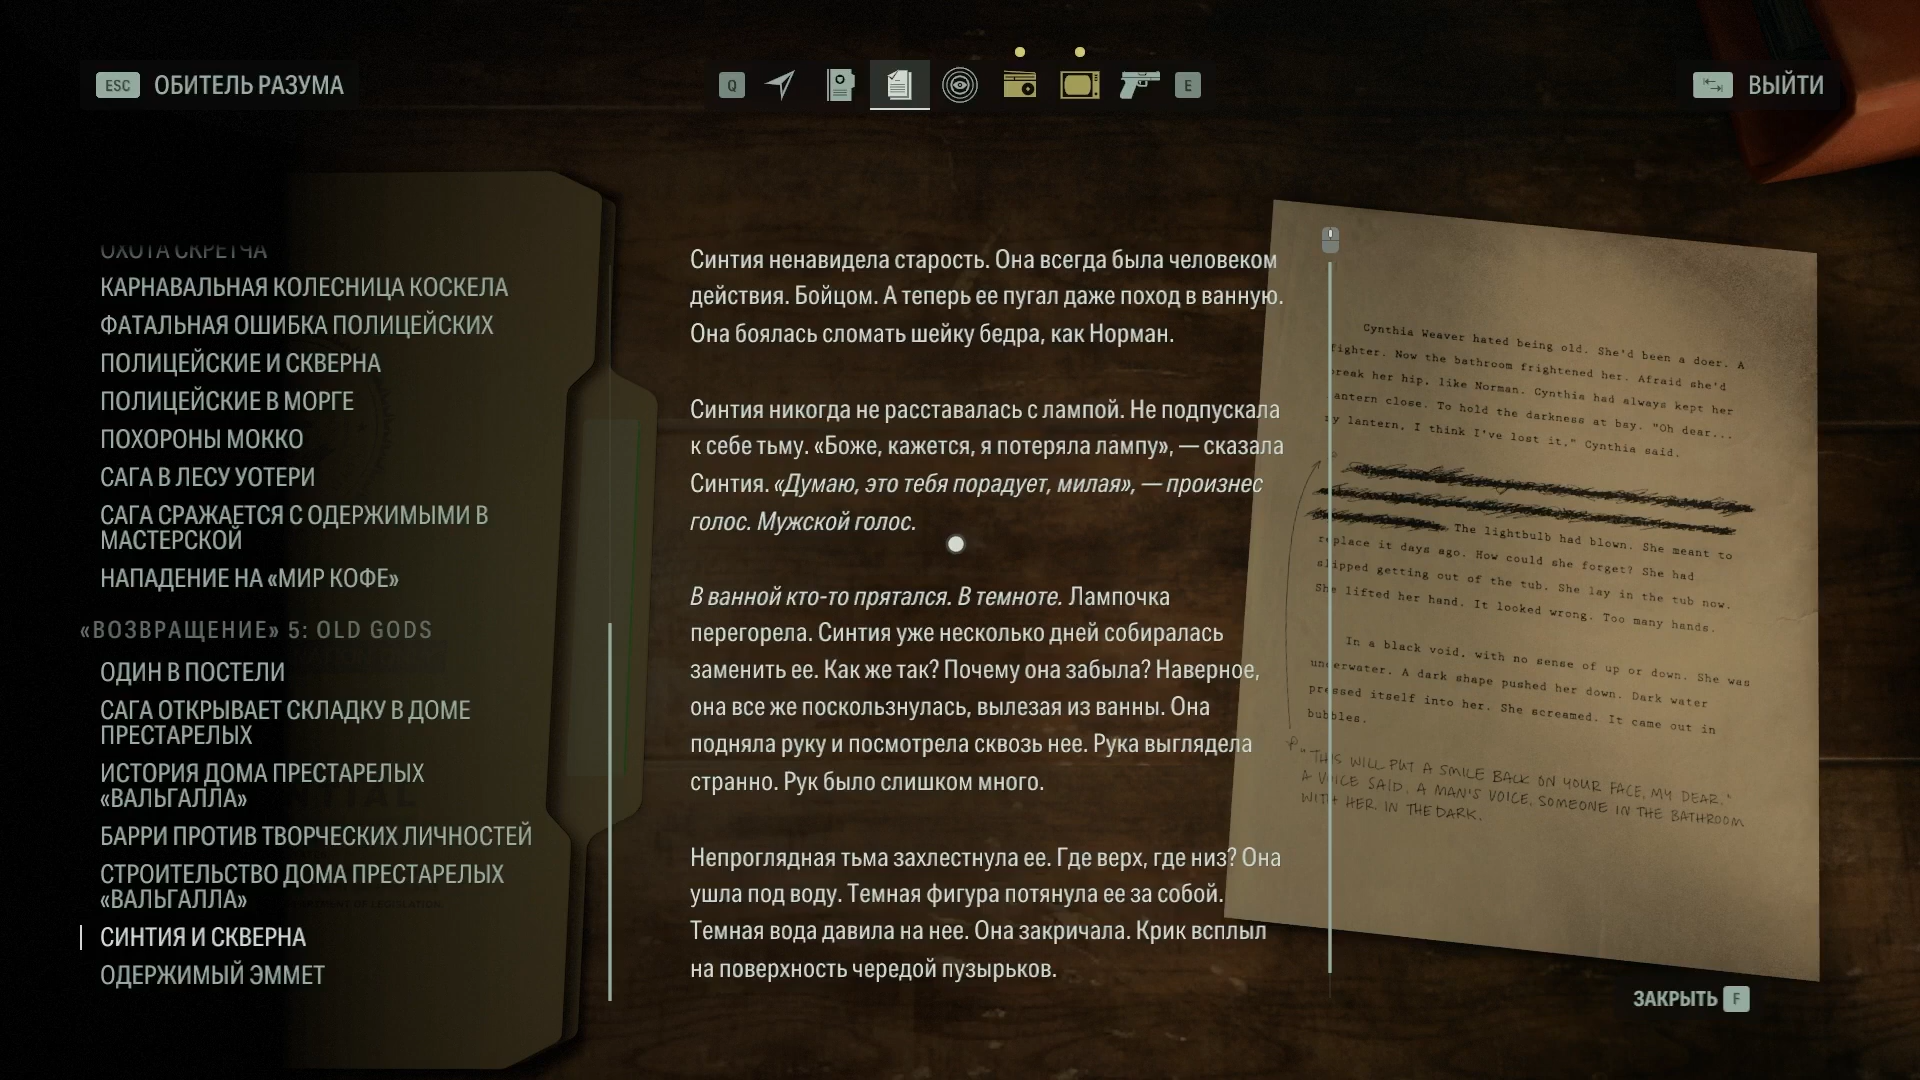 ESC ОБИТЕЛЬ РАЗУМА
Q
E
ВЫЙТИ
ОХОТА СКРЕТЧА
КАРНАВАЛЬНАЯ КОЛЕСНИЦА КОСКЕЛА
ФАТАЛЬНАЯ ОШИБКА ПОЛИЦЕЙСКИХ
ПОЛИЦЕЙСКИЕ И СКВЕРНА
ПОЛИЦЕЙСКИЕ В МОРГЕ
ПОХОРОНЫ МОККО
САГА В ЛЕСУ УОТЕРИ
САГА СРАЖАЕТСЯ С ОДЕРЖИМЫМИ В
МАСТЕРСКОЙ
НАПАДЕНИЕ НА «МИР КОФЕ»
«ВОЗВРАЩЕНИЕ» 5: OLD GODS
ОДИН В ПОСТЕЛИ
САГА ОТКРЫВАЕТ СКЛАДКУ В ДОМЕ
ПРЕСТАРЕЛЫХ
ИСТОРИЯ ДОМА ПРЕСТАРЕЛЫХ
«ВАЛЬГАЛЛА»
БАРРИ ПРОТИВ ТВОРЧЕСКИХ ЛИЧНОСТЕЙ
СТРОИТЕЛЬСТВО ДОМА ПРЕСТАРЕЛЫХ
«ВАЛЬГАЛЛА»
СИНТИЯ И СКВЕРНА
ОДЕРЖИМЫЙ ЭММЕТ
Синтия ненавидела старость. Она всегда была человеком
действия. Бойцом. А теперь ее пугал даже поход в ванную.
Она боялась сломать шейку бедра, как Норман.
Синтия никогда не расставалась с лампой. Не подпускала
к себе тьму. «Боже, кажется, я потеряла лампу», — сказала
Синтия. «Думаю, это тебя порадует, милая», — произнес
голос. Мужской голос.
В ванной кто-то прятался. В темноте. Лампочка
перегорела. Синтия уже несколько дней собиралась
заменить ее. Как же так? Почему она забыла? Наверное,
она все же поскользнулась, вылезая из ванны. Она
подняла руку и посмотрела сквозь нее. Рука выглядела
странно. Рук было слишком много.
Непроглядная тьма захлестнула ее. Где верх, где низ? Она
ушла под воду. Темная фигура потянула ее за собой.
Темная вода давила на нее. Она закричала. Крик всплыл
на поверхность чередой пузырьков.
Cynthia Weaver hated being old. She'd been a doer. A
fighter. Now the bathroom frightened her. Afraid she'd
break her hip, like Norman. Cynthia had always kept her
lantern close. To hold the darkness at bay. "Oh dear...
my lantern, I think I've lost it," Cynthia said.
The lightbulb had blown. She meant to
replace it days ago. How could she forget? She had
slipped getting out of the tub. She lay in the tub now.
She lifted her hand. It looked wrong. Too many hands.
In a black void, with no sense of up or down. She was
underwater. A dark shape pushed her down. Dark water
pressed itself into her. She screamed. It came out in
bubbles.
"THIS WILL PUT A SMILE BACK ON YOUR FACE, MY DEAR,"
A VOICE SAID. A MAN'S VOICE. SOMEONE IN THE BATHROOM
WITH HER IN THE DARK.
ЗАКРЫТЬ F